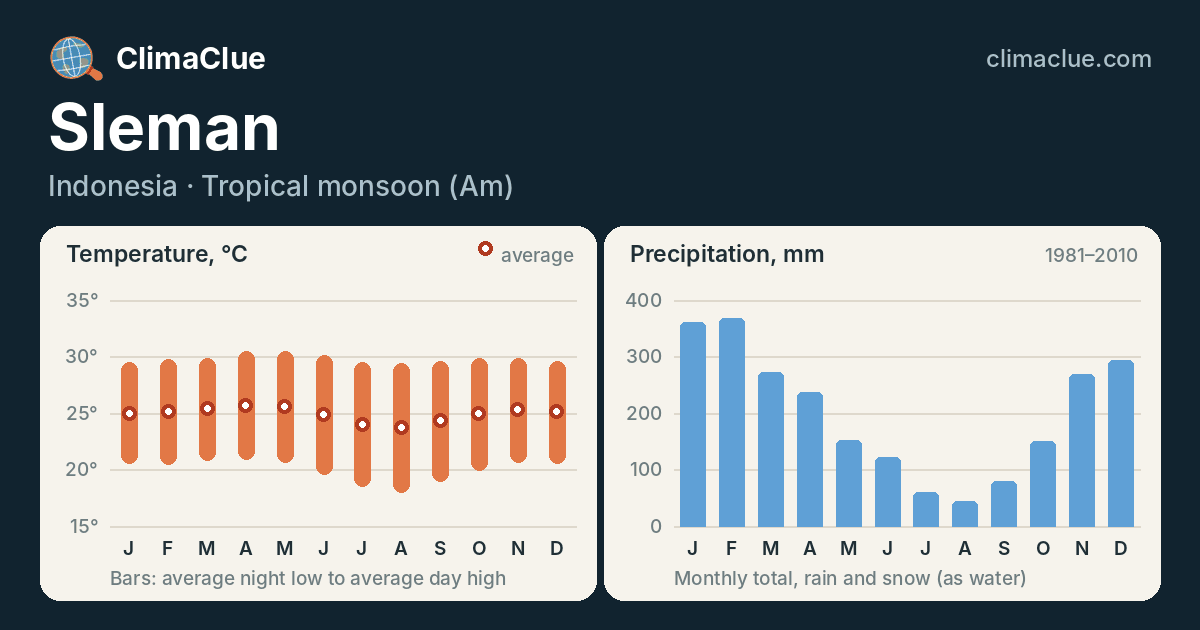 ClimaClue
climaclue.com
Sleman
Indonesia · Tropical monsoon (Am)
Temperature, °C
average
35°
30°
25°
20°
15°
J F M A M J J A S O N D
Bars: average night low to average day high
Precipitation, mm
1981–2010
400
300
200
100
0
J F M A M J J A S O N D
Monthly total, rain and snow (as water)